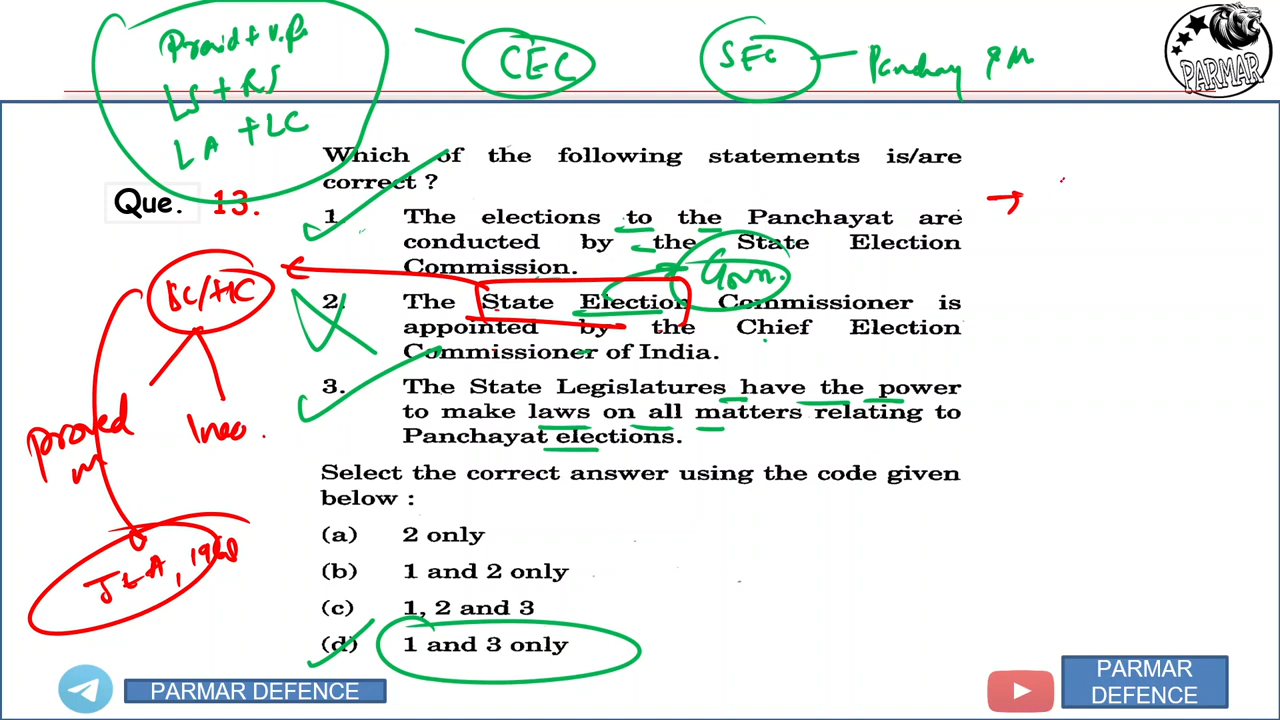 CEC
SEC
LS + RS
LA + LC
PARMAR
Which of the following statements is/are
correct ?
Que. 13.
1. The elections to the Panchayat are
conducted by the State Election
Commission.
Govn.
SC/HC
2. The State Election Commissioner is
appointed by the Chief Election
Commissioner of India.
3. The State Legislatures have the power
to make laws on all matters relating to
Panchayat elections.
proved
Select the correct answer using the code given
below :
(a) 2 only
(b) 1 and 2 only
(c) 1, 2 and 3
(d) 1 and 3 only
PARMAR DEFENCE
PARMAR
DEFENCE